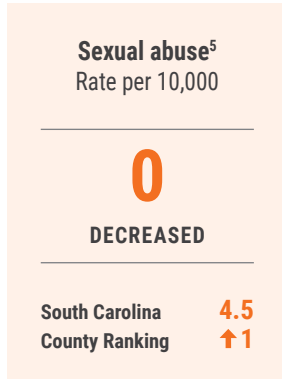 Sexual abuse⁵
Rate per 10,000
0
DECREASED
South Carolina 4.5
County Ranking ↑1